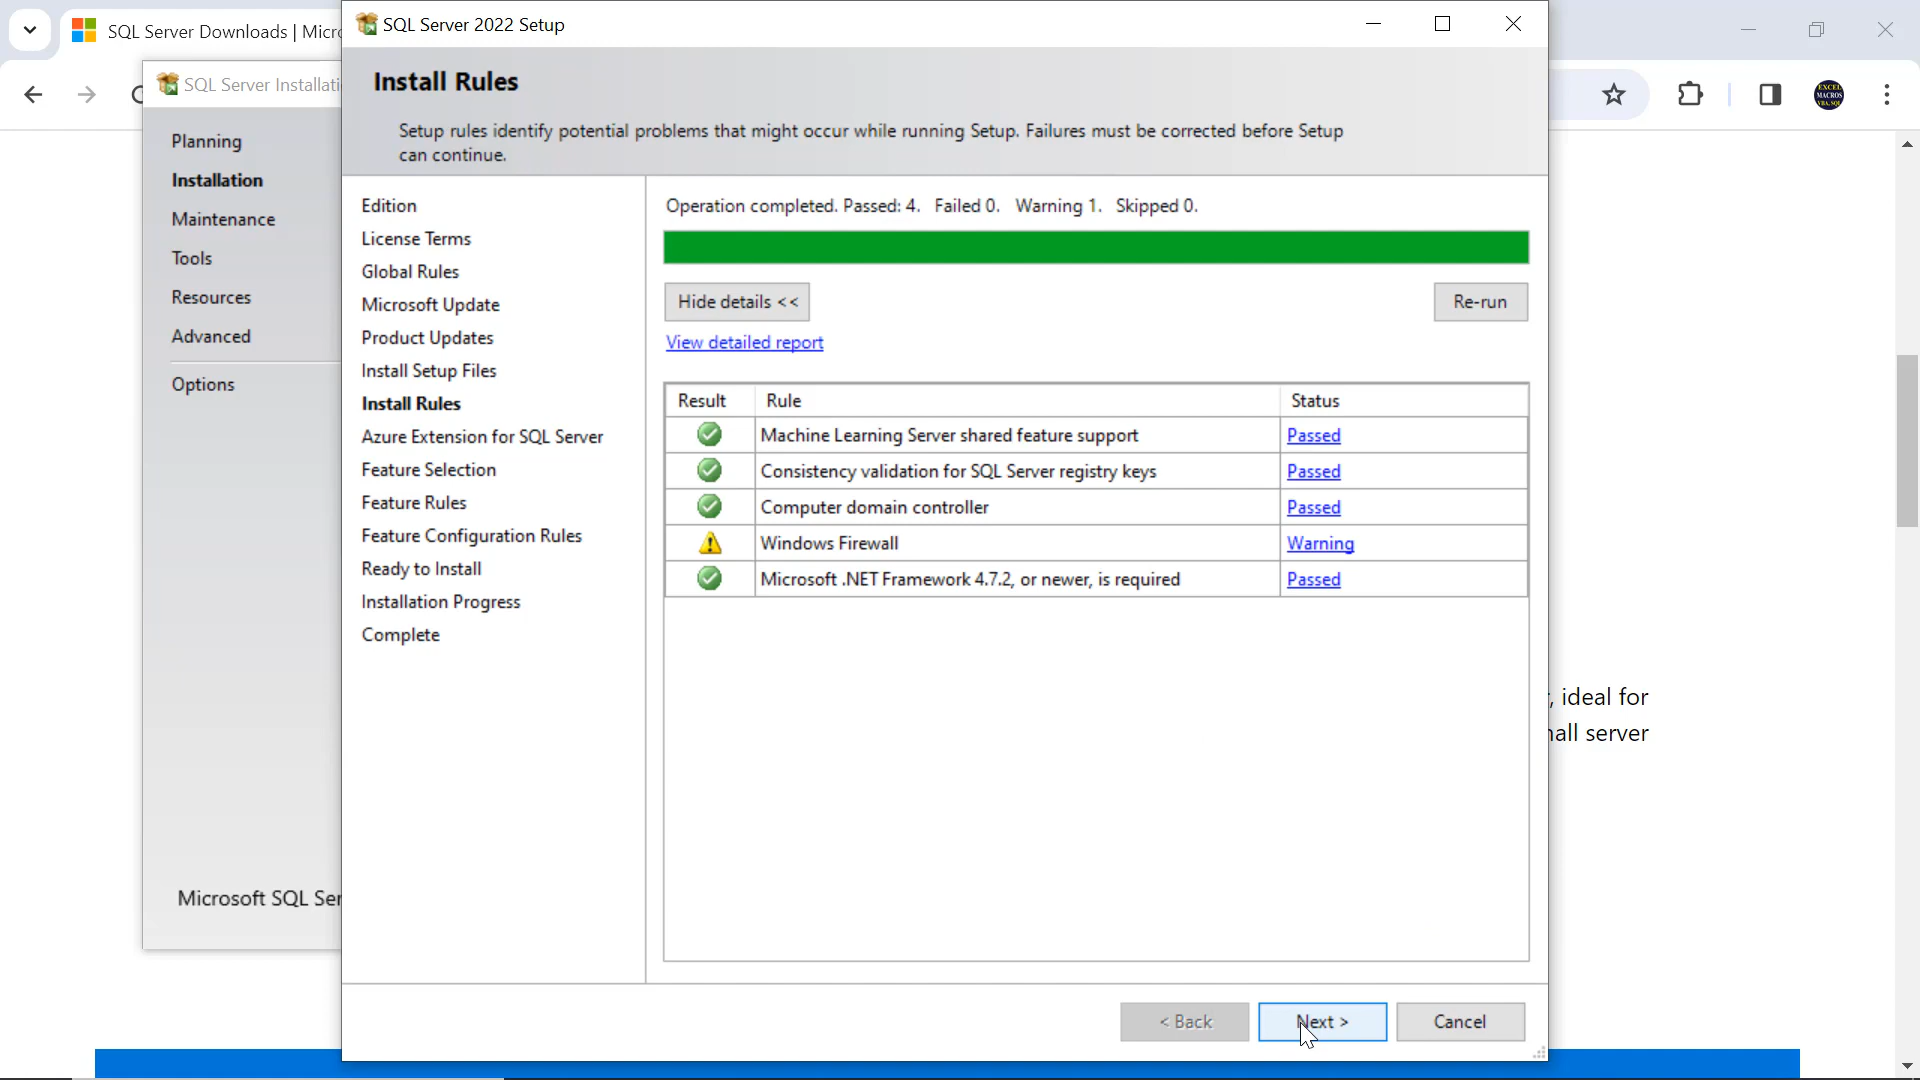 SQL Server Downloads | Micr
SQL Server Installati
Planning
Installation
Maintenance
Tools
Resources
Advanced
Options
Microsoft SQL Ser
SQL Server 2022 Setup
Install Rules
Setup rules identify potential problems that might occur while running Setup. Failures must be corrected before Setup
can continue.
Edition
License Terms
Global Rules
Microsoft Update
Product Updates
Install Setup Files
Install Rules
Azure Extension for SQL Server
Feature Selection
Feature Rules
Feature Configuration Rules
Ready to Install
Installation Progress
Complete
Operation completed. Passed: 4. Failed 0. Warning 1. Skipped 0.
Hide details <<
Re-run
View detailed report
Result Rule Status
Machine Learning Server shared feature support Passed
Consistency validation for SQL Server registry keys Passed
Computer domain controller Passed
Windows Firewall Warning
Microsoft .NET Framework 4.7.2, or newer, is required Passed
< Back Next > Cancel
EXCEL
MACROS
VBA, SQL
, ideal for
all server